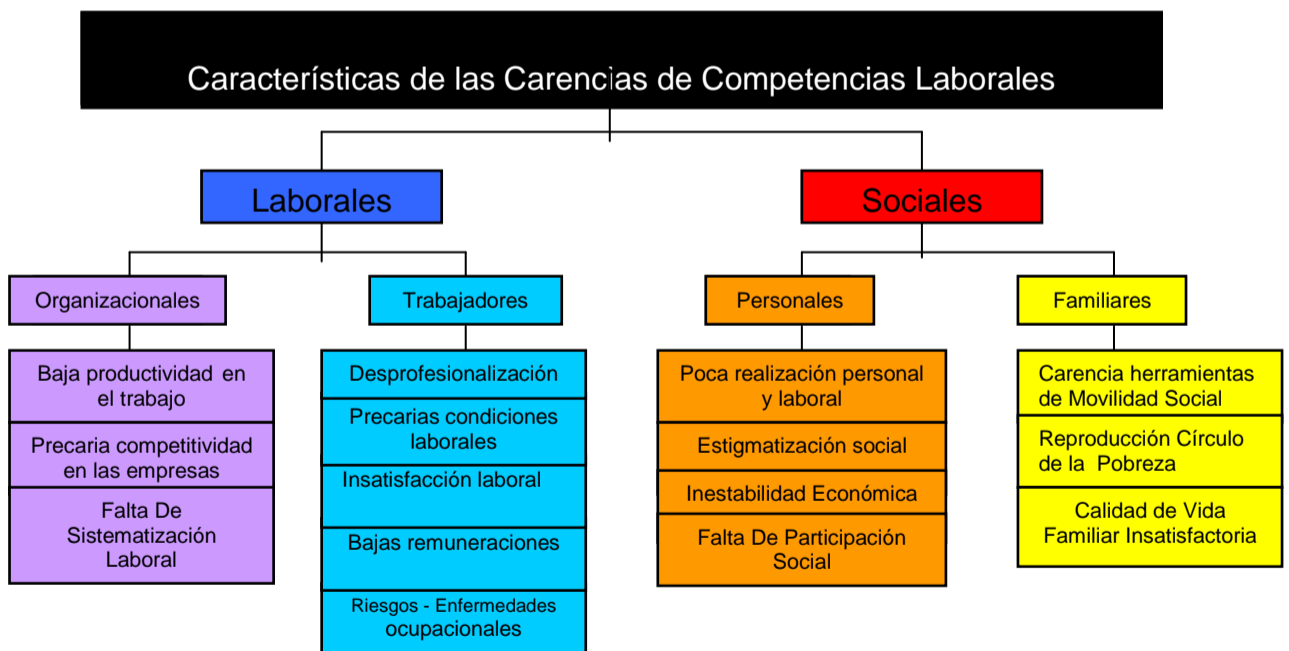 Características de las Carencias de Competencias Laborales
Laborales
Sociales
Organizacionales
Trabajadores
Personales
Familiares
Baja productividad en
el trabajo
Precaria competitividad
en las empresas
Falta De
Sistematización
Laboral
Desprofesionalización
Precarias condiciones
laborales
Insatisfacción laboral
Bajas remuneraciones
Riesgos - Enfermedades
ocupacionales
Poca realización personal
y laboral
Estigmatización social
Inestabilidad Económica
Falta De Participación
Social
Carencia herramientas
de Movilidad Social
Reproducción Círculo
de la Pobreza
Calidad de Vida
Familiar Insatisfactoria